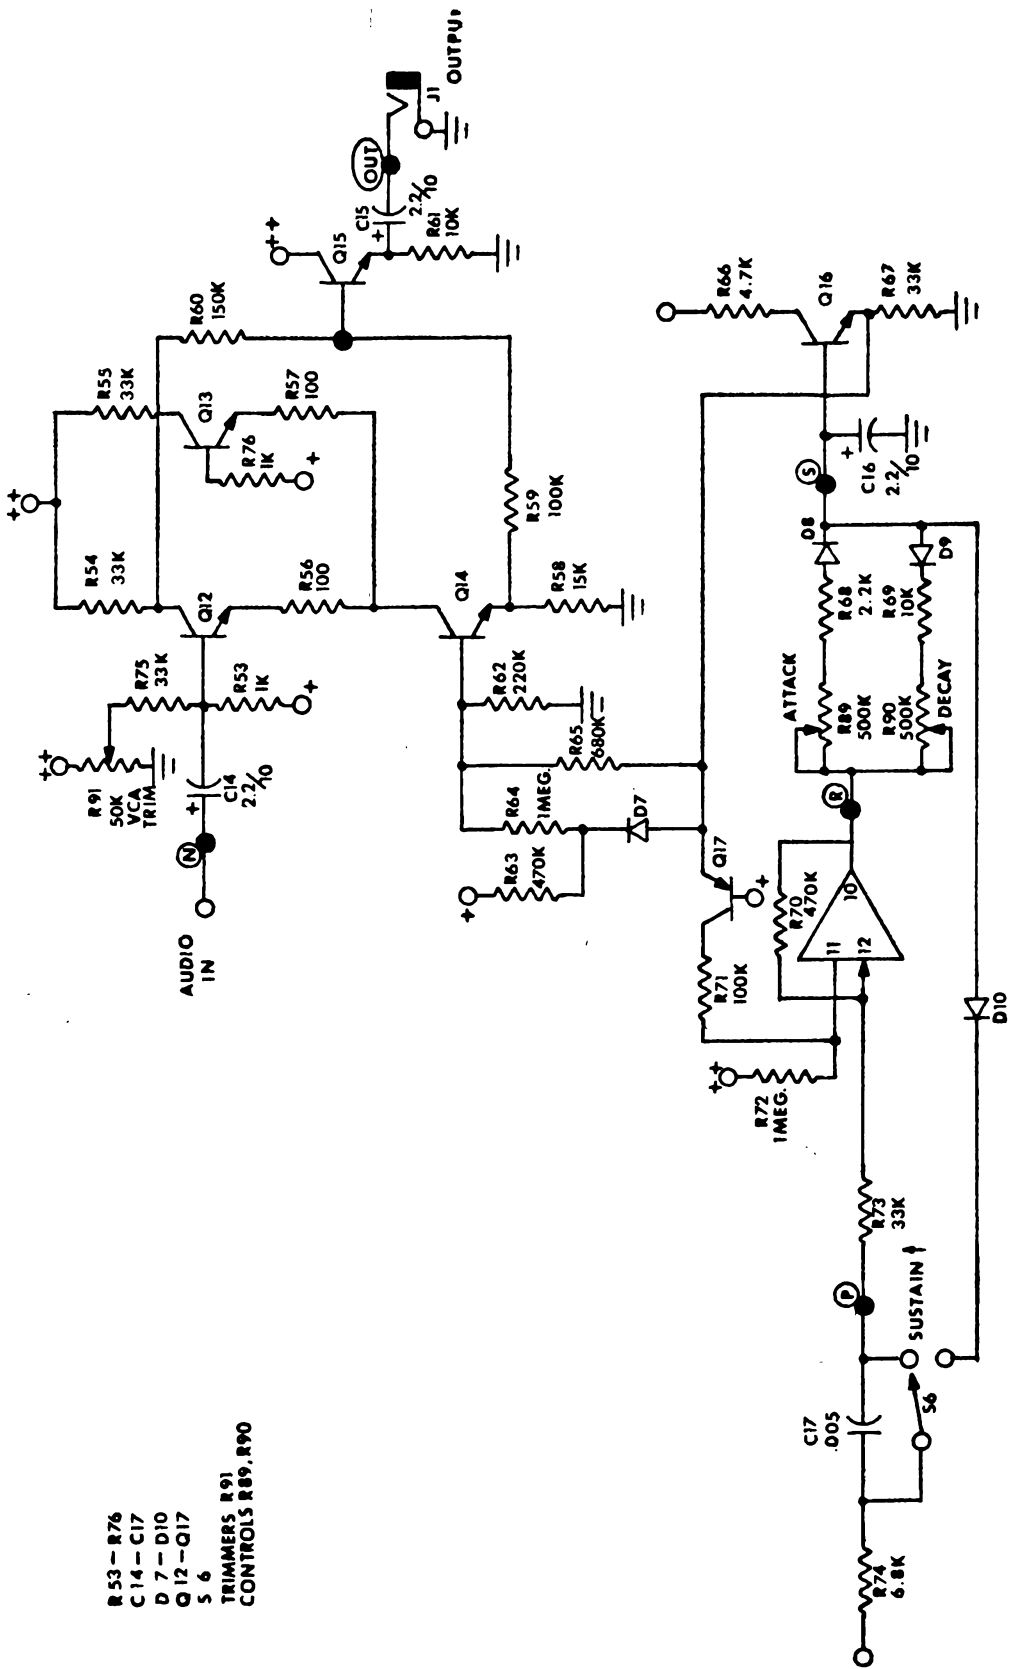 R53-R76
C14-C17
D7-D10
Q12-Q17
S6
TRIMMERS R91
CONTROLS R89,R90
AUDIO
IN
N
+
C14
2.2/10
++
R91
50K
VCA
TRIM
R75
33K
R53
1K
+
++
R54
33K
R55
33K
Q12
Q13
R76
1K
+
R56
100
R57
100
R60
150K
++
Q15
C15
+
2.2/10
R61
10K
OUT
J1
OUTPU
Q14
R59
100K
R58
15K
R62
220K
R65
680K
R64
1MEG.
R63
470K
+
D7
Q17
+
R71
100K
++
R72
1MEG.
R70
470K
11
12
10
R
ATTACK
R89
500K
R90
500K
DECAY
R68
2.2K
R69
10K
D8
D9
S
+
C16
2.2/10
R66
4.7K
Q16
R67
33K
D10
R73
33K
P
SUSTAIN
S6
C17
.005
R74
6.8K